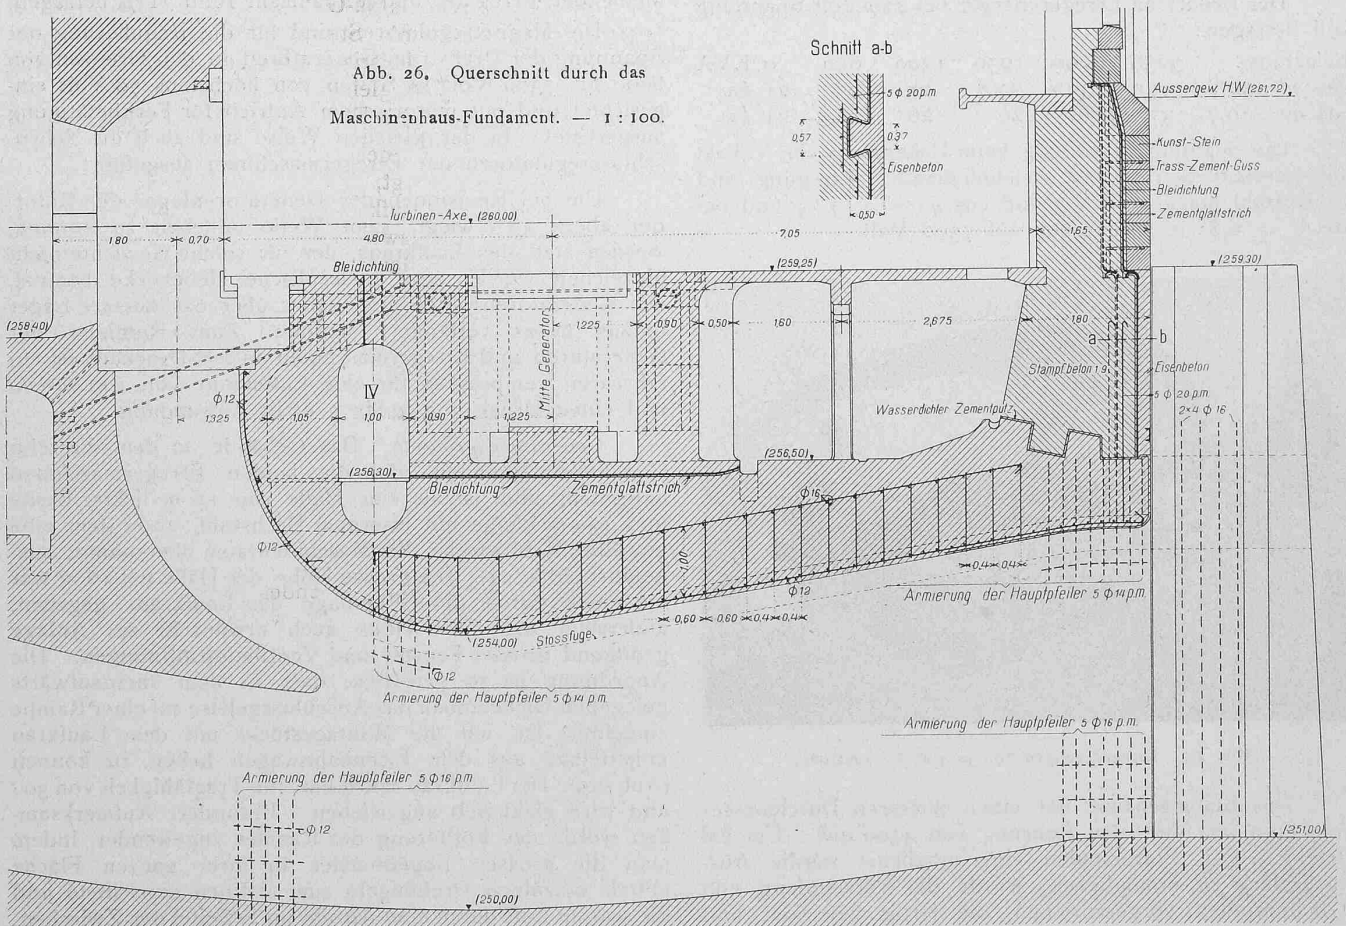 Abb. 26. Querschnitt durch das
Maschinenhaus-Fundament. — 1 : 100.
Schnitt a-b
5 ϕ 20 p.m
0,57
0,37
Eisenbeton
0,50
Aussergew. H.W. (261,72)
Kunst-Stein
Trass-Zement-Guss
Bleidichtung
Zementglattstrich
Turbinen-Axe (260,00)
1.80
0,70
4.80
7,05
1,65
Bleidichtung
(259,25)
(259.30)
(258,40)
1,225
0,90
0,50
1,60
2,675
1,80
Mitte Generator
a
b
Stampfbeton 1:9
Eisenbeton
5 ϕ 20 p.m
2×4 ϕ 16
IV
ϕ 12
1.325
1,05
1,00
0,90
1,225
Wasserdichter Zementputz
(256,30)
(256,50)
Bleidichtung
Zementglattstrich
ϕ 16
ϕ 12
1,00
0,4
0,4
ϕ 12
Armierung der Hauptpfeiler 5 ϕ 14 p.m.
0,60
0,60
0,4
0,4
(254,00)
Stossfuge
ϕ 12
Armierung der Hauptpfeiler 5 ϕ 14 p.m.
Armierung der Hauptpfeiler 5 ϕ 16 p.m.
Armierung der Hauptpfeiler 5 ϕ 16 p.m
ϕ 12
(251,00)
(250,00)